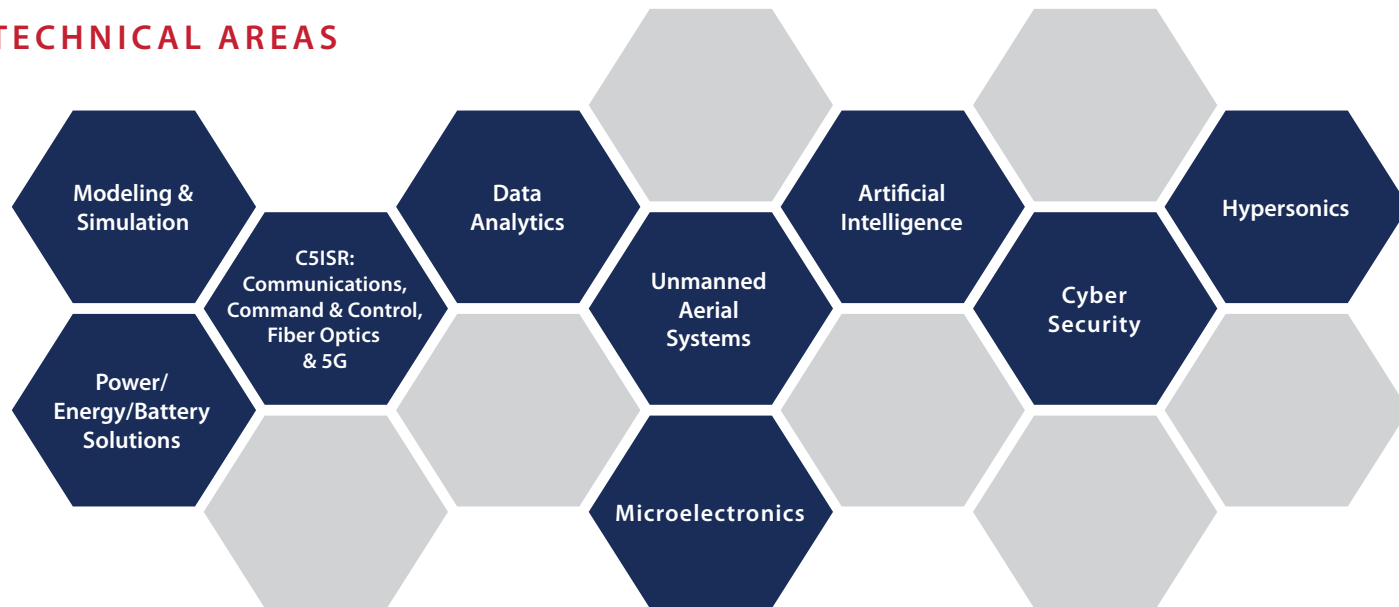 TECHNICAL AREAS
Modeling &
Simulation
C5ISR:
Communications,
Command & Control,
Fiber Optics
& 5G
Power/
Energy/Battery
Solutions
Data
Analytics
Unmanned
Aerial
Systems
Microelectronics
Artificial
Intelligence
Cyber
Security
Hypersonics